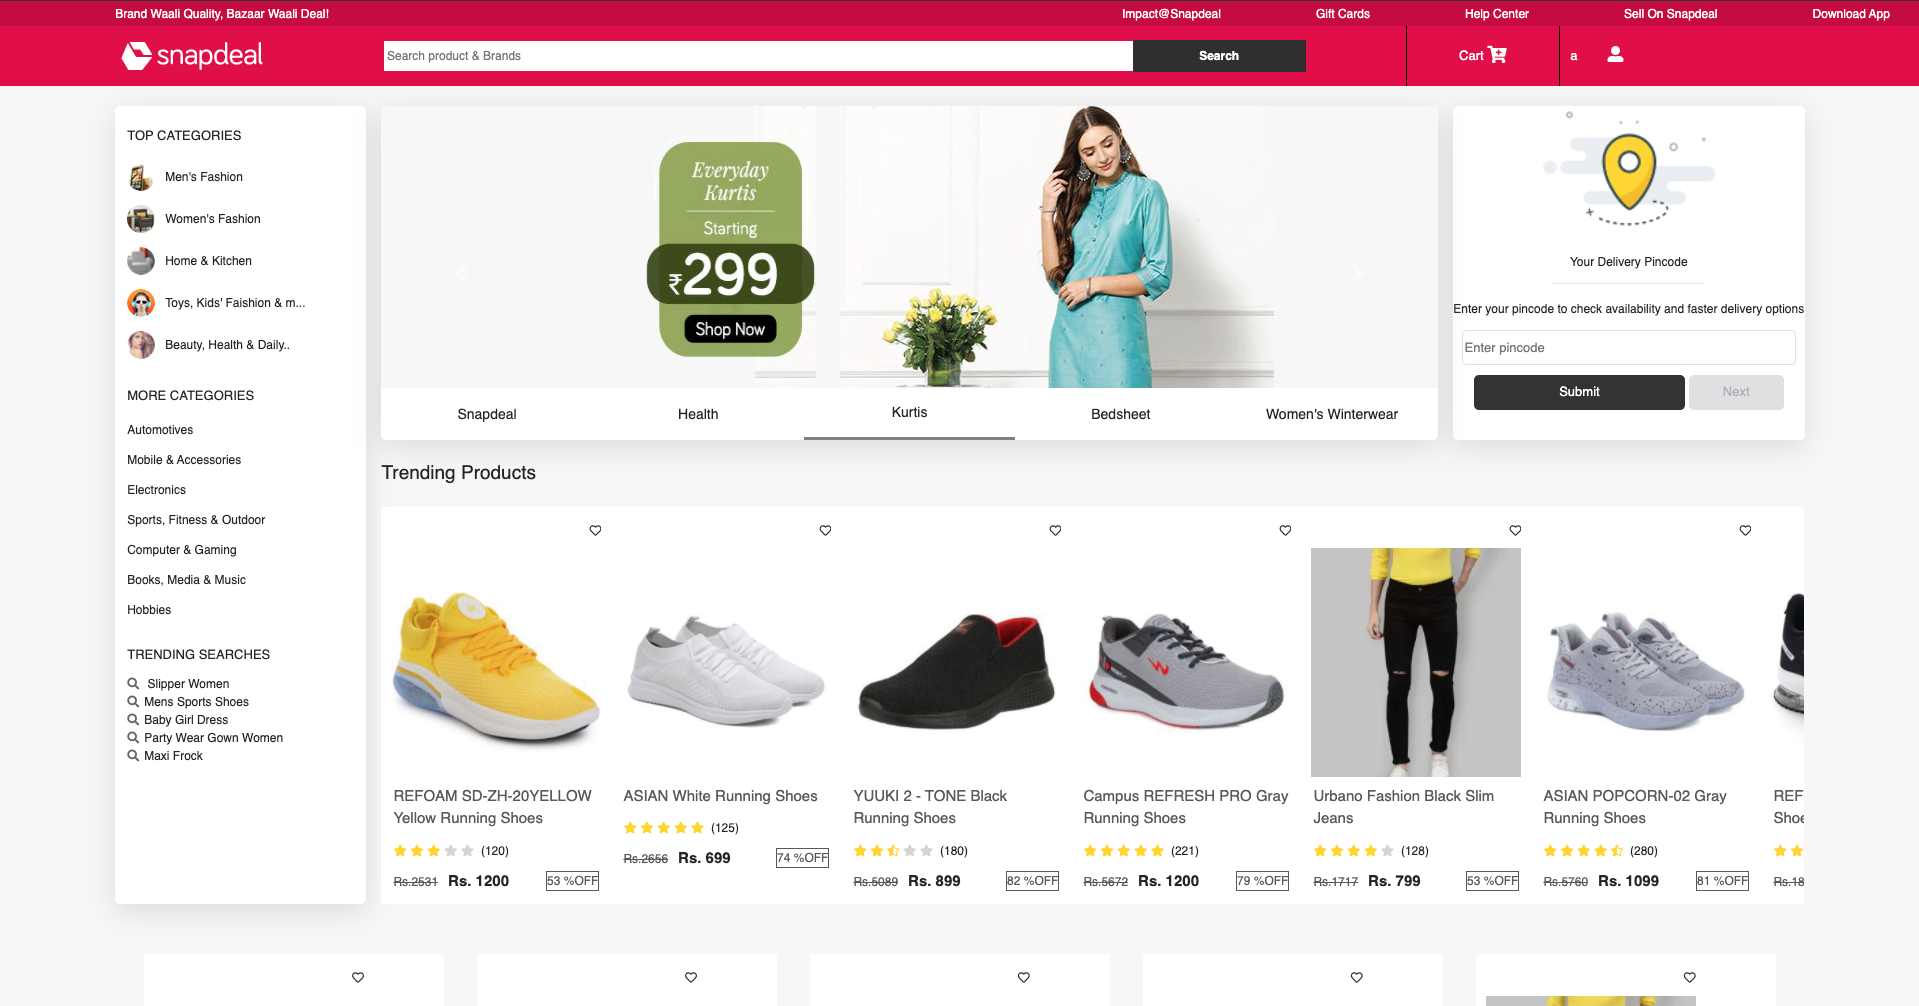 Brand Waali Quality, Bazaar Waali Deal!
Impact@Snapdeal
Gift Cards
Help Center
Sell On Snapdeal
Download App
snapdeal
Search product & Brands
Search
Cart
a
TOP CATEGORIES
Men's Fashion
Women's Fashion
Home & Kitchen
Toys, Kids' Faishion & m...
Beauty, Health & Daily..
MORE CATEGORIES
Automotives
Mobile & Accessories
Electronics
Sports, Fitness & Outdoor
Computer & Gaming
Books, Media & Music
Hobbies
TRENDING SEARCHES
Slipper Women
Mens Sports Shoes
Baby Girl Dress
Party Wear Gown Women
Maxi Frock
Everyday
Kurtis
Starting
₹299
Shop Now
Snapdeal
Health
Kurtis
Bedsheet
Women's Winterwear
Your Delivery Pincode
Enter your pincode to check availability and faster delivery options
Enter pincode
Submit
Next
Trending Products
REFOAM SD-ZH-20YELLOW
Yellow Running Shoes
(120)
Rs.2531 Rs. 1200 53 %OFF
ASIAN White Running Shoes
(125)
Rs.2656 Rs. 699 74 %OFF
YUUKI 2 - TONE Black
Running Shoes
(180)
Rs.5089 Rs. 899 82 %OFF
Campus REFRESH PRO Gray
Running Shoes
(221)
Rs.5672 Rs. 1200 79 %OFF
Urbano Fashion Black Slim
Jeans
(128)
Rs.1717 Rs. 799 53 %OFF
ASIAN POPCORN-02 Gray
Running Shoes
(280)
Rs.5760 Rs. 1099 81 %OFF
REF
Shoe
Rs.18